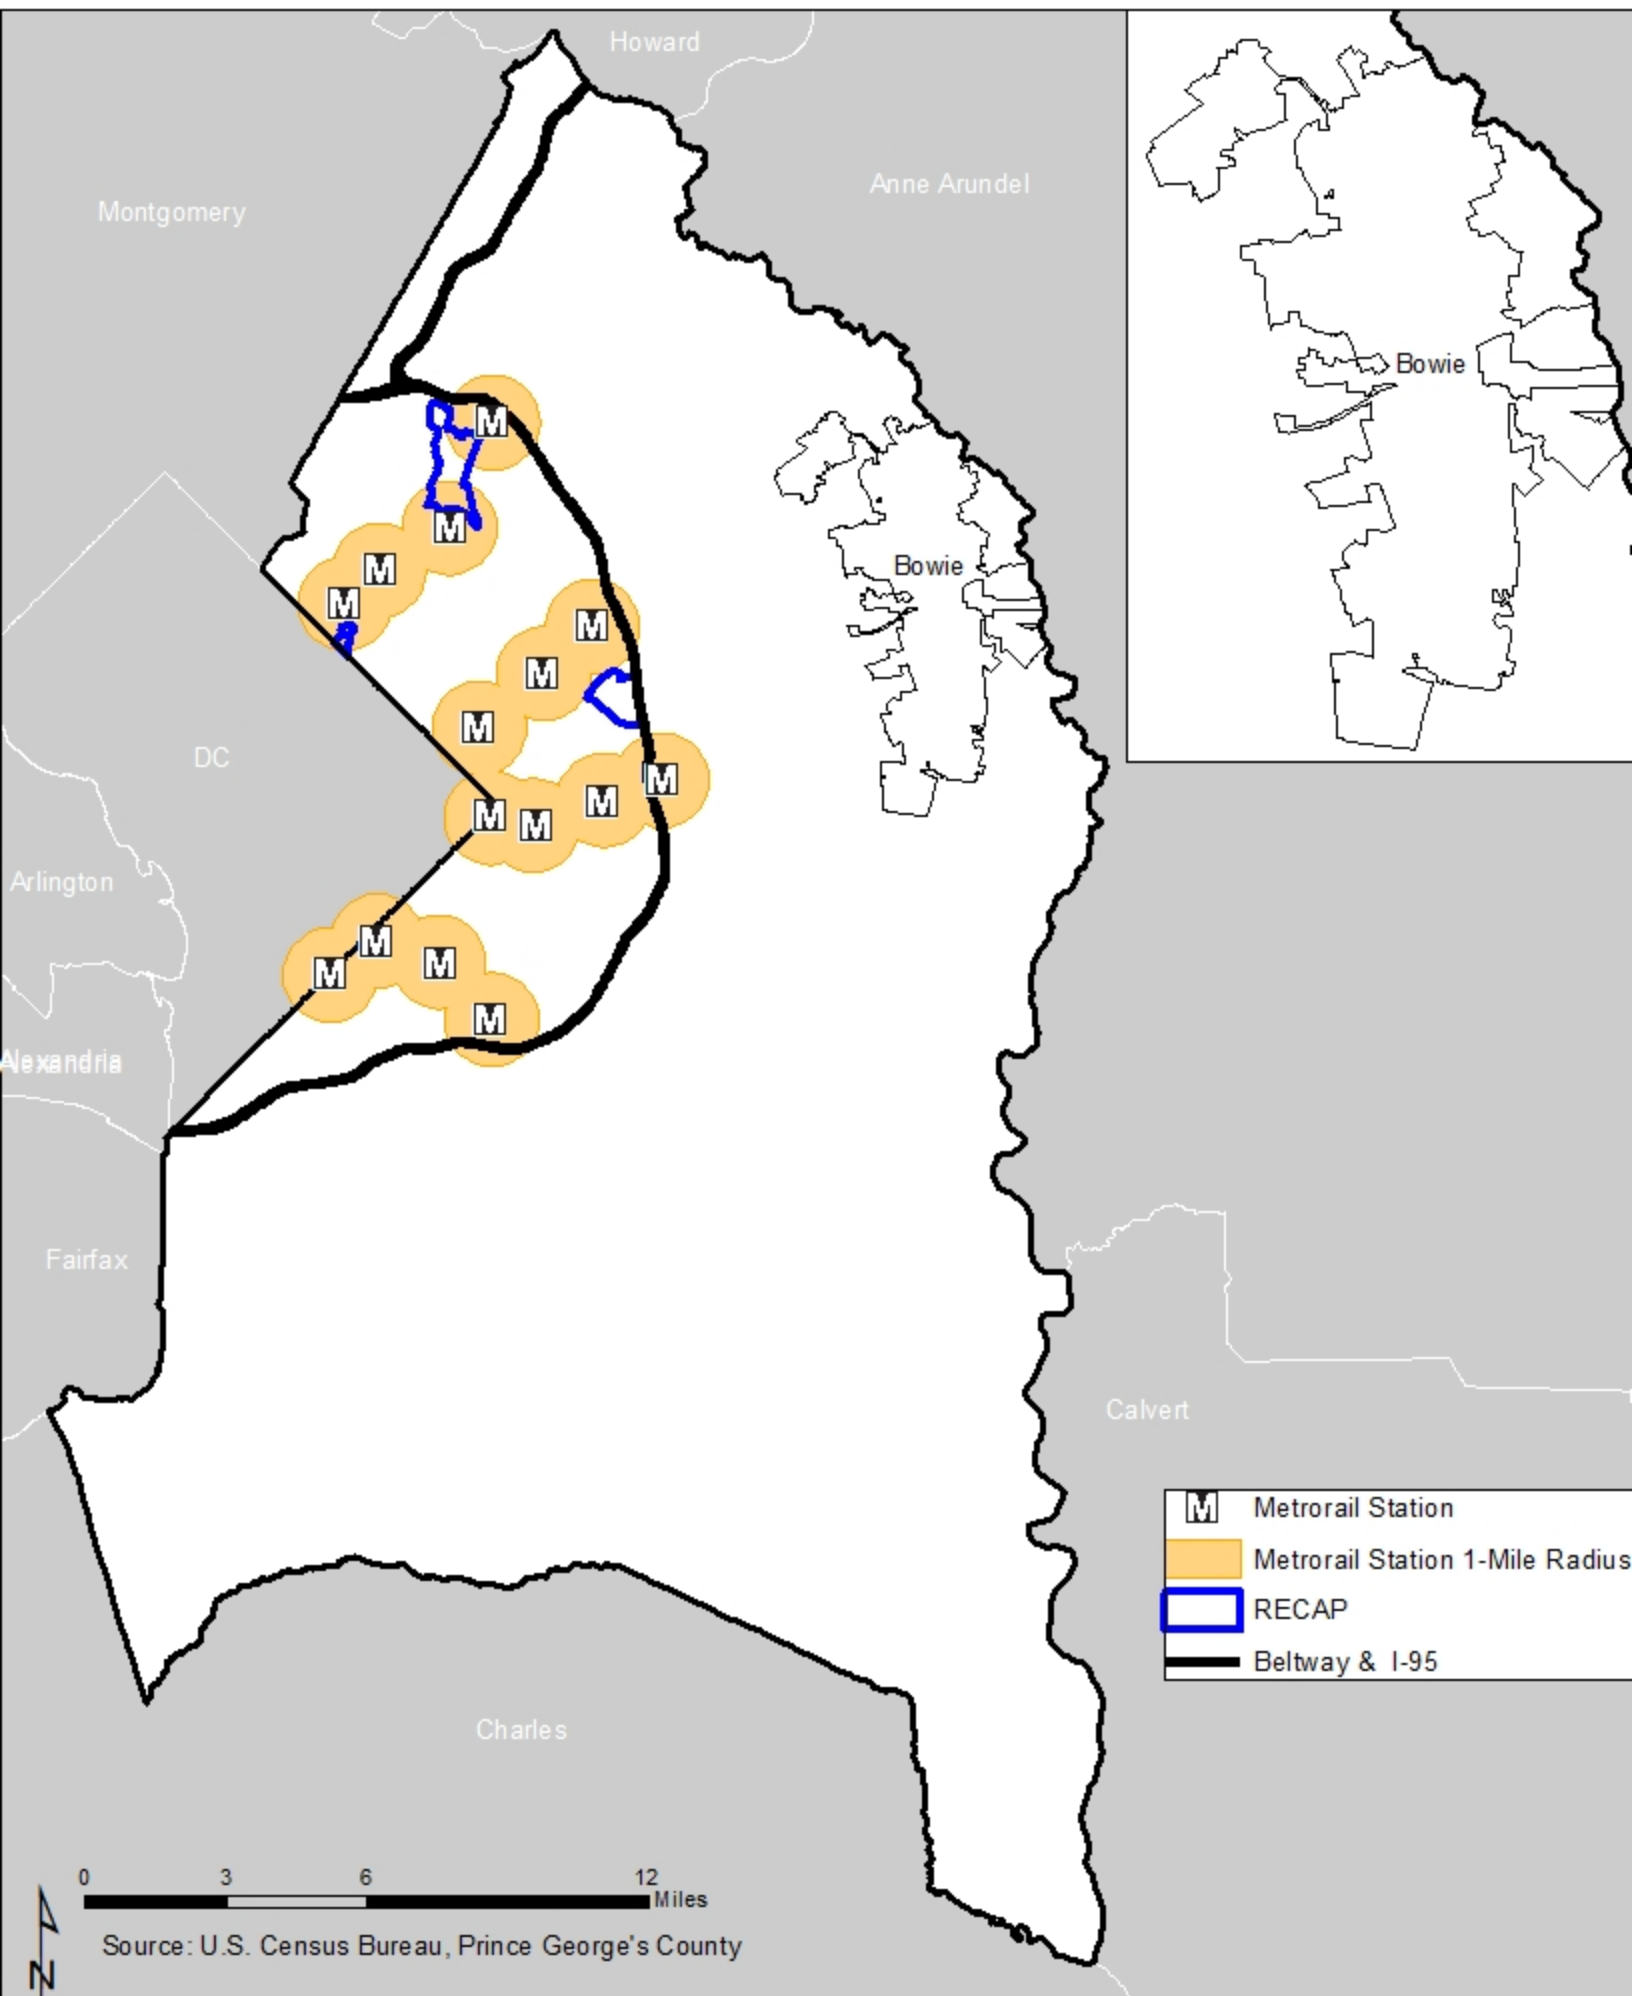 Howard
Anne Arundel
Montgomery
Bowie
M
M
M
M
Bowie
M
M
M
DC
M
M
M
M
Arlington
M
M
M
M
Alexandria
Alexandria
Fairfax
Calvert
M Metrorail Station
Metrorail Station 1-Mile Radius
RECAP
Beltway & I-95
Charles
0 3 6 12
Miles
Source: U.S. Census Bureau, Prince George's County
N